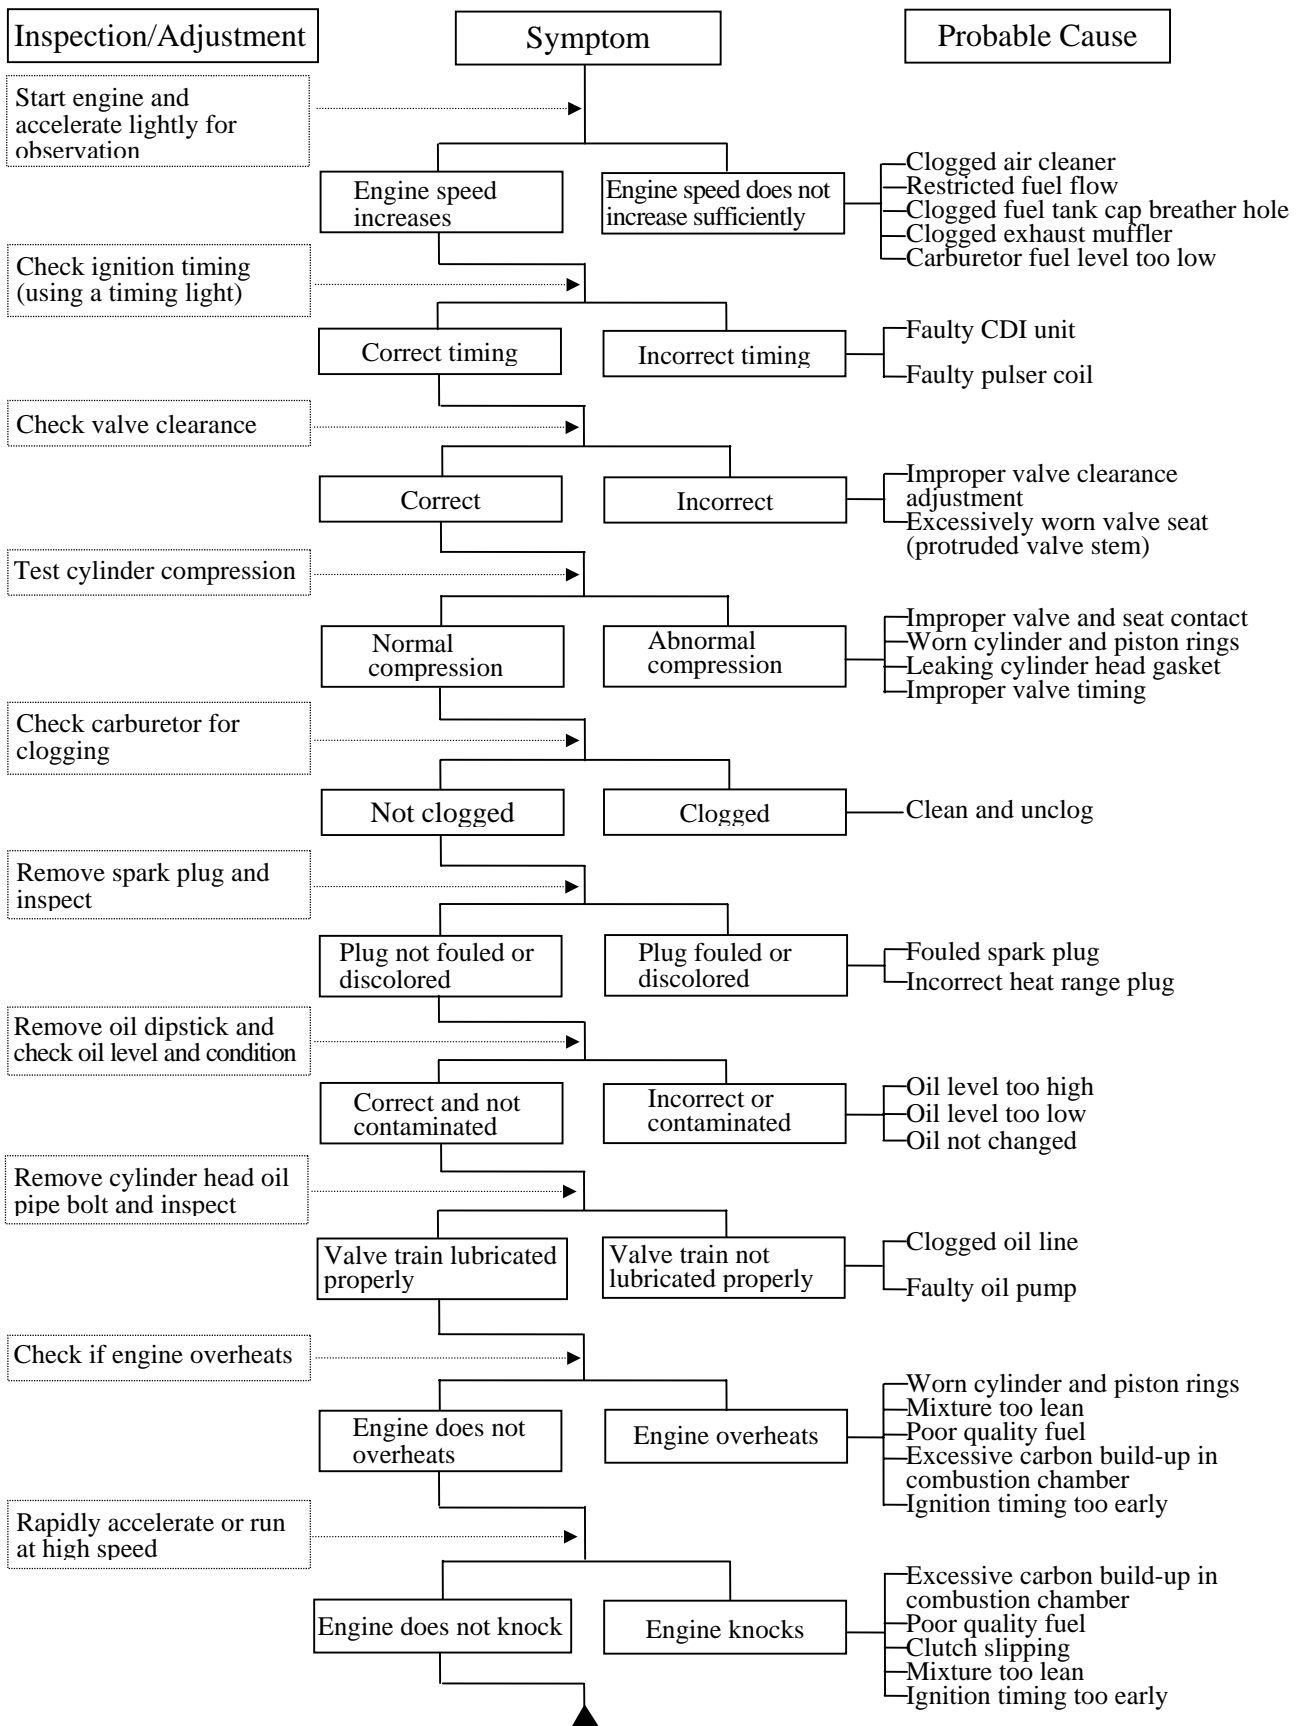 Inspection/Adjustment
Symptom
Probable Cause
Start engine and
accelerate lightly for
observation
Engine speed
increases
Engine speed does not
increase sufficiently
Clogged air cleaner
Restricted fuel flow
Clogged fuel tank cap breather hole
Clogged exhaust muffler
Carburetor fuel level too low
Check ignition timing
(using a timing light)
Correct timing
Incorrect timing
Faulty CDI unit
Faulty pulser coil
Check valve clearance
Correct
Incorrect
Improper valve clearance
adjustment
Excessively worn valve seat
(protruded valve stem)
Test cylinder compression
Normal
compression
Abnormal
compression
Improper valve and seat contact
Worn cylinder and piston rings
Leaking cylinder head gasket
Improper valve timing
Check carburetor for
clogging
Not clogged
Clogged
Clean and unclog
Remove spark plug and
inspect
Plug not fouled or
discolored
Plug fouled or
discolored
Fouled spark plug
Incorrect heat range plug
Remove oil dipstick and
check oil level and condition
Correct and not
contaminated
Incorrect or
contaminated
Oil level too high
Oil level too low
Oil not changed
Remove cylinder head oil
pipe bolt and inspect
Valve train lubricated
properly
Valve train not
lubricated properly
Clogged oil line
Faulty oil pump
Check if engine overheats
Engine does not
overheats
Engine overheats
Worn cylinder and piston rings
Mixture too lean
Poor quality fuel
Excessive carbon build-up in
combustion chamber
Ignition timing too early
Rapidly accelerate or run
at high speed
Engine does not knock
Engine knocks
Excessive carbon build-up in
combustion chamber
Poor quality fuel
Clutch slipping
Mixture too lean
Ignition timing too early